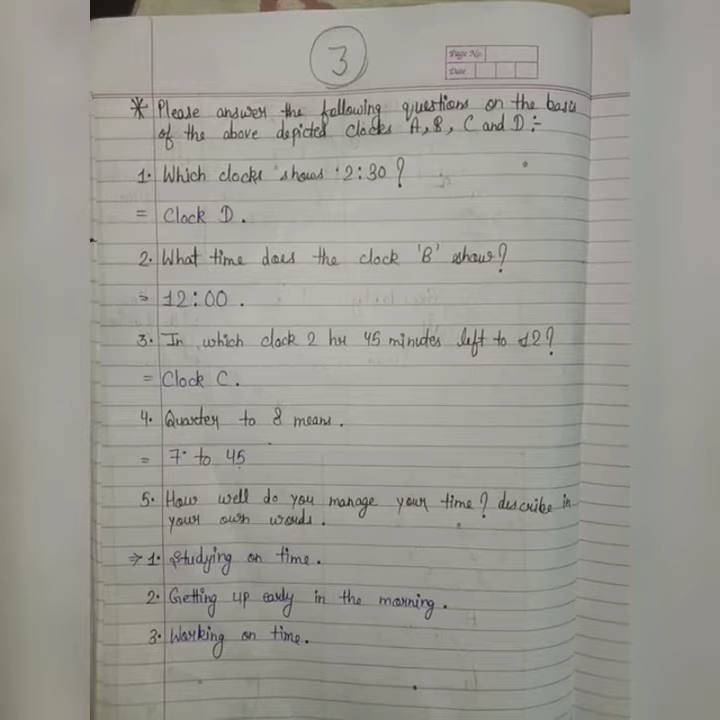 3
Page No.
Date
* Please answer the following questions on the basis
of the above depicted clocks A, B, C and D :-
1. Which clocks shows 2:30 ?
= Clock D.
2. What time does the clock 'B' shows?
= 12:00 .
3. In which clock 2 hr 45 minutes left to 12?
= Clock C.
4. Quarter to 8 means.
= 7 to 45
5. How well do you manage your time? describe in
your own words.
⇒ 1. Studying on time.
2. Getting up early in the morning.
3. Working on time.